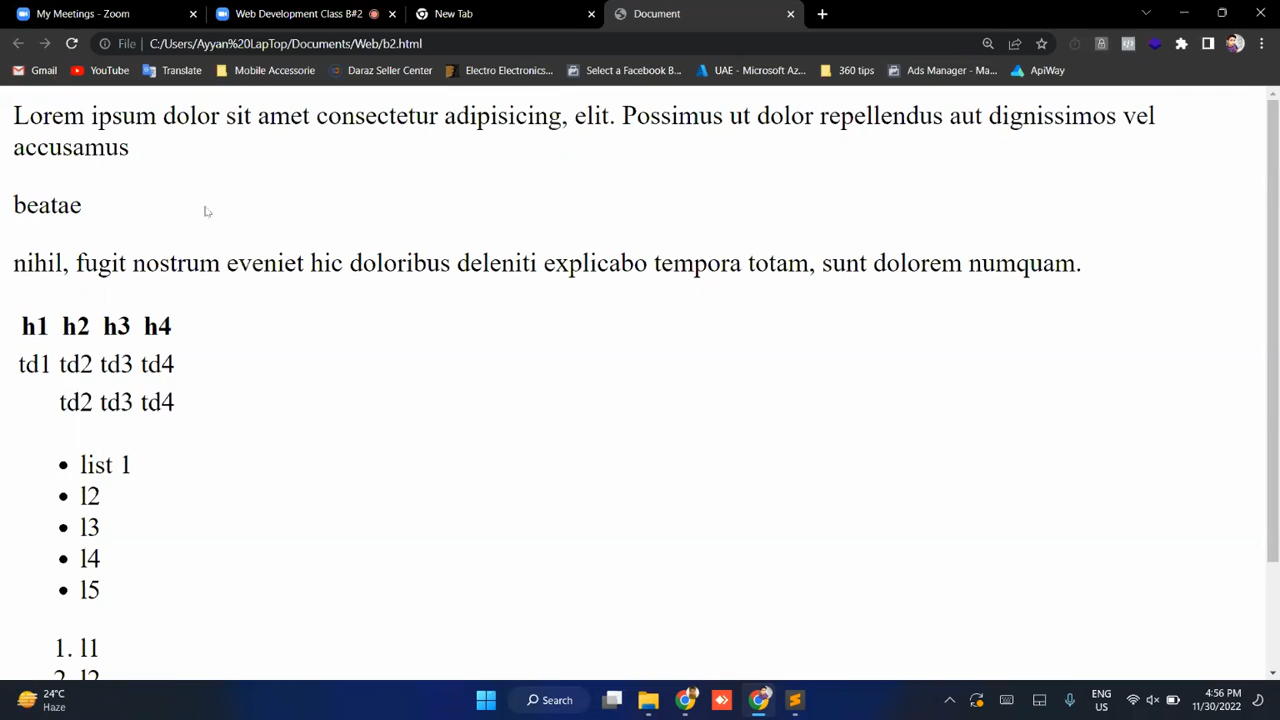 My Meetings - Zoom
Web Development Class B#2
New Tab
Document
File
C:/Users/Ayyan%20LapTop/Documents/Web/b2.html
Gmail
YouTube
Translate
Mobile Accessorie
Daraz Seller Center
Electro Electronics...
Select a Facebook B...
UAE - Microsoft Az...
360 tips
Ads Manager - Ma...
ApiWay
Lorem ipsum dolor sit amet consectetur adipisicing, elit. Possimus ut dolor repellendus aut dignissimos vel
accusamus
beatae
nihil, fugit nostrum eveniet hic doloribus deleniti explicabo tempora totam, sunt dolorem numquam.
h1 h2 h3 h4
td1 td2 td3 td4
td2 td3 td4
• list 1
• l2
• l3
• l4
• l5
1. l1
2. l2
24°C
Haze
Search
ENG
US
4:56 PM
11/30/2022